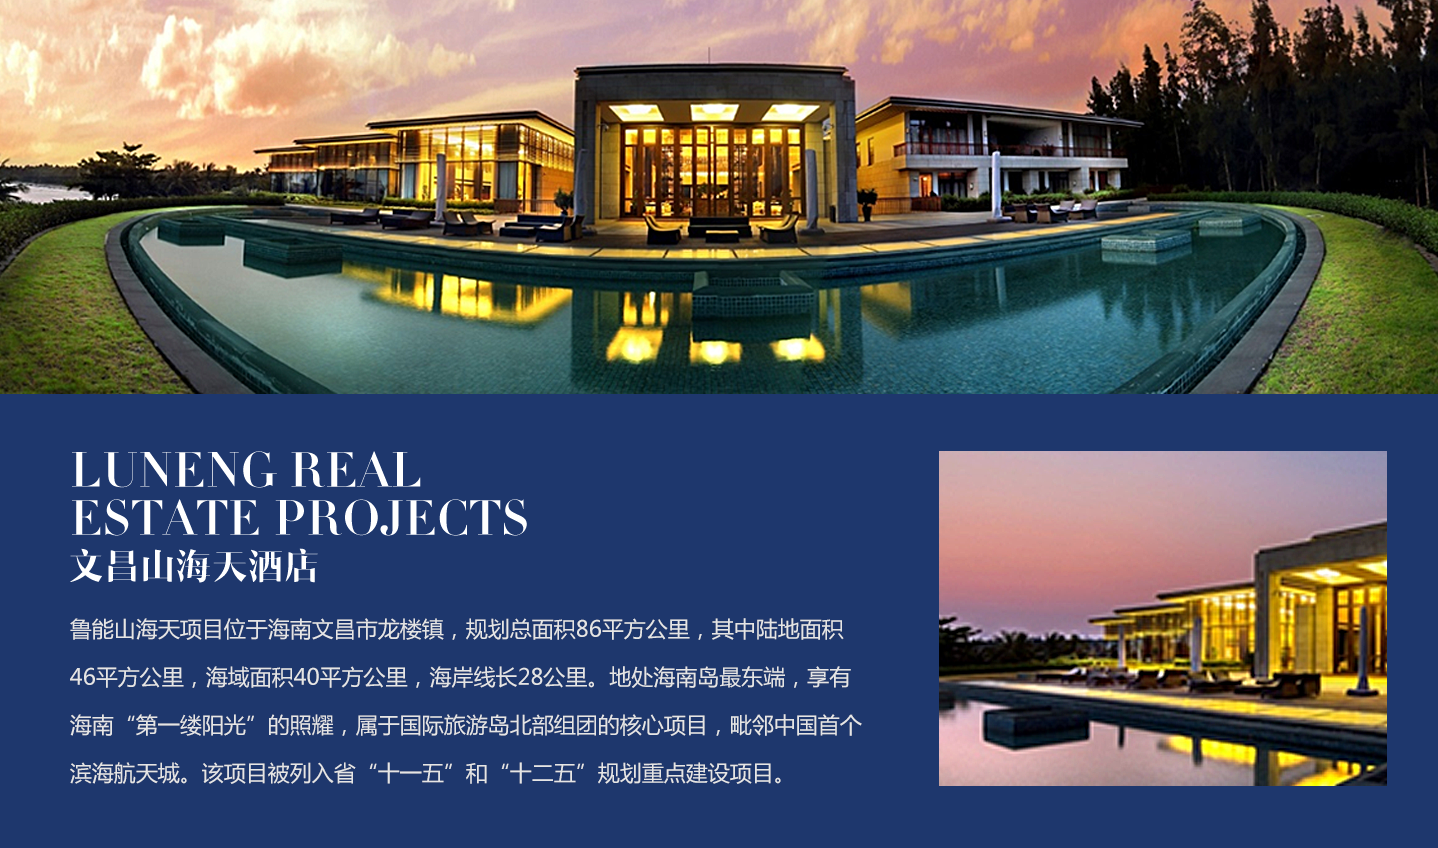 LUNENG REAL
ESTATE PROJECTS
文昌山海天酒店
鲁能山海天项目位于海南文昌市龙楼镇，规划总面积86平方公里，其中陆地面积
46平方公里，海域面积40平方公里，海岸线长28公里。地处海南岛最东端，享有
海南“第一缕阳光”的照耀，属于国际旅游岛北部组团的核心项目，毗邻中国首个
滨海航天城。该项目被列入省“十一五”和“十二五”规划重点建设项目。